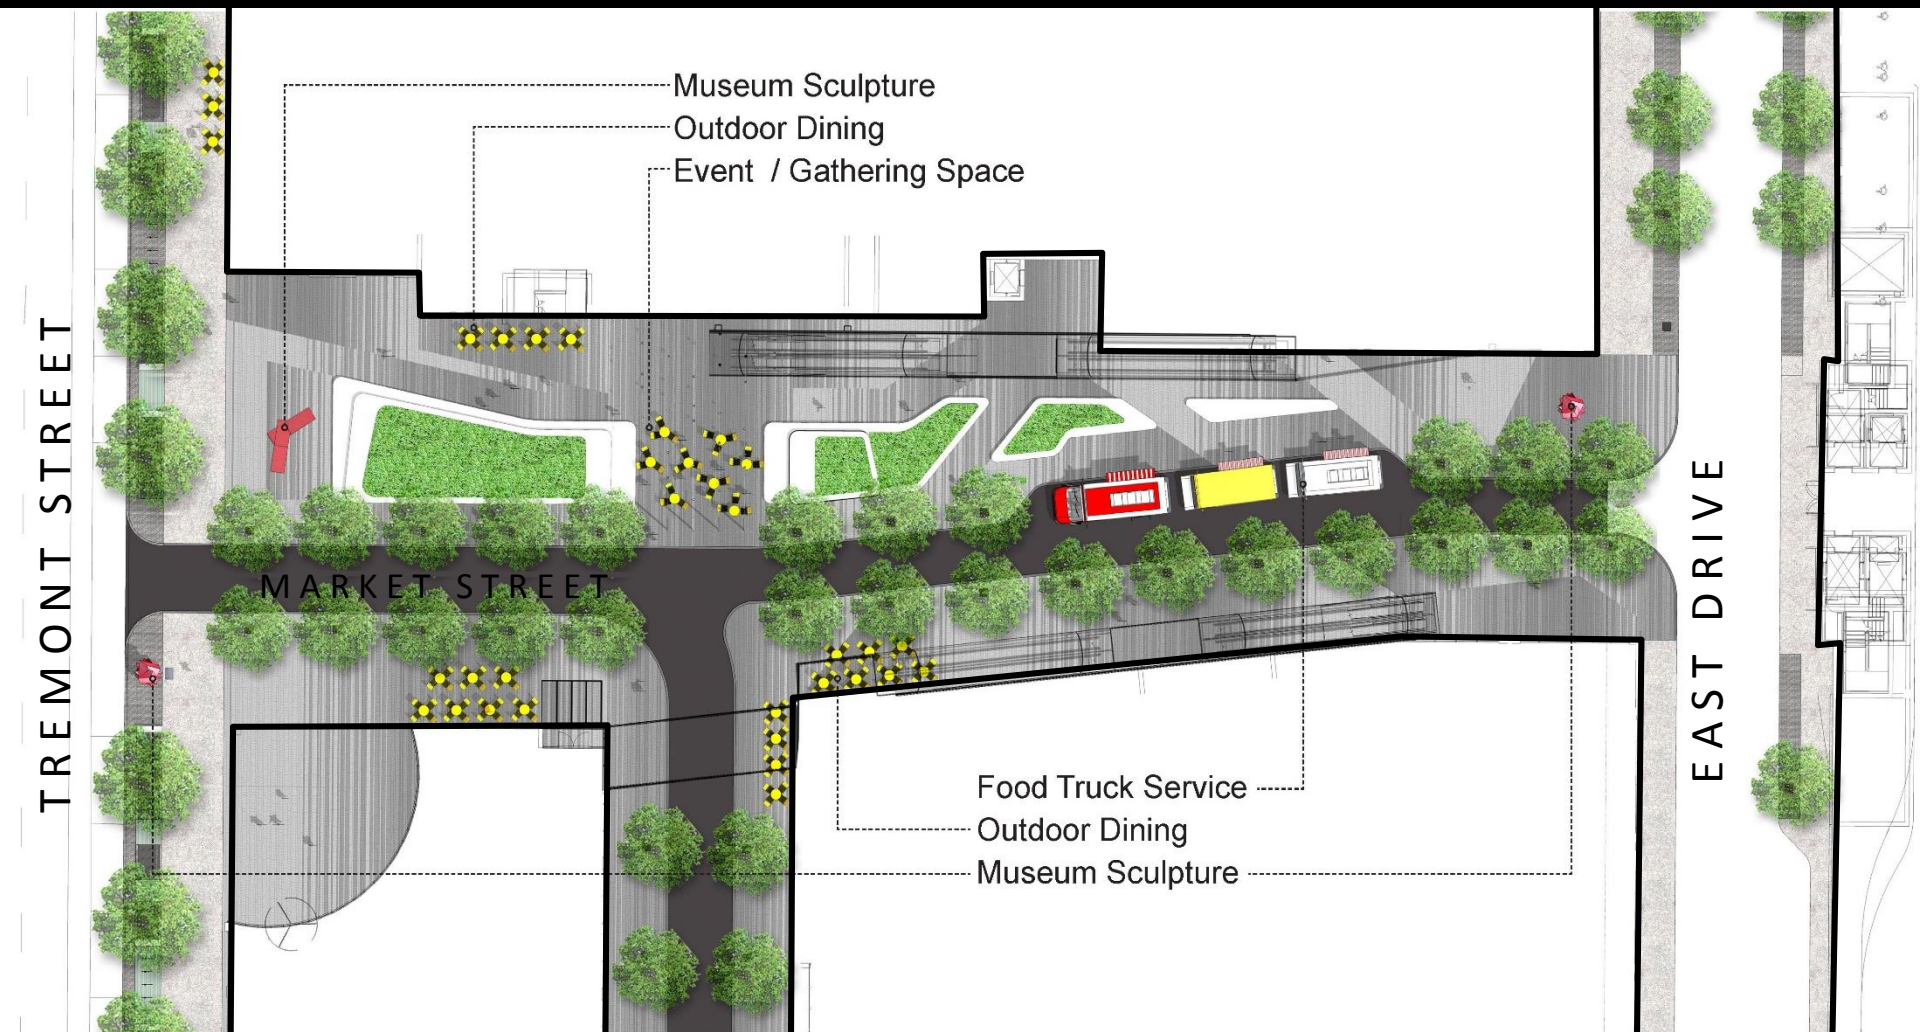 Museum Sculpture
Outdoor Dining
Event / Gathering Space
TREMONT STREET
MARKET STREET
EAST DRIVE
Food Truck Service
Outdoor Dining
Museum Sculpture